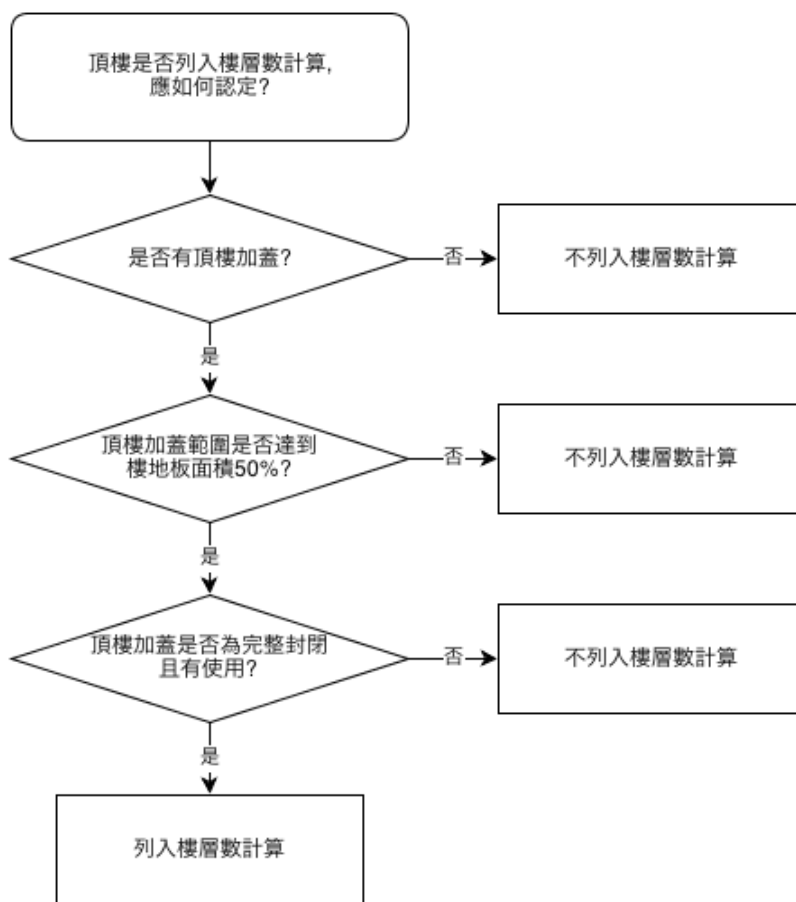 頂樓是否列入樓層數計算,
應如何認定?
是否有頂樓加蓋?
否
不列入樓層數計算
是
頂樓加蓋範圍是否達到
樓地板面積50%?
否
不列入樓層數計算
是
頂樓加蓋是否為完整封閉
且有使用?
否
不列入樓層數計算
是
列入樓層數計算